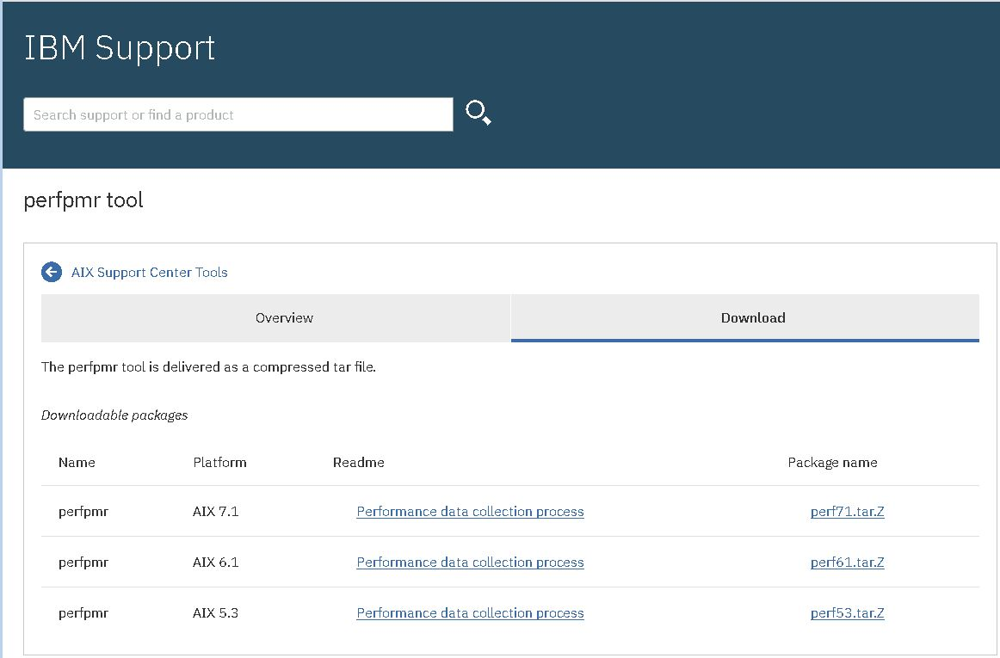 IBM Support
Search support or find a product
perfpmr tool
AIX Support Center Tools
Overview Download
The perfpmr tool is delivered as a compressed tar file.
Downloadable packages
Name Platform Readme Package name
perfpmr AIX 7.1 Performance data collection process perf71.tar.Z
perfpmr AIX 6.1 Performance data collection process perf61.tar.Z
perfpmr AIX 5.3 Performance data collection process perf53.tar.Z